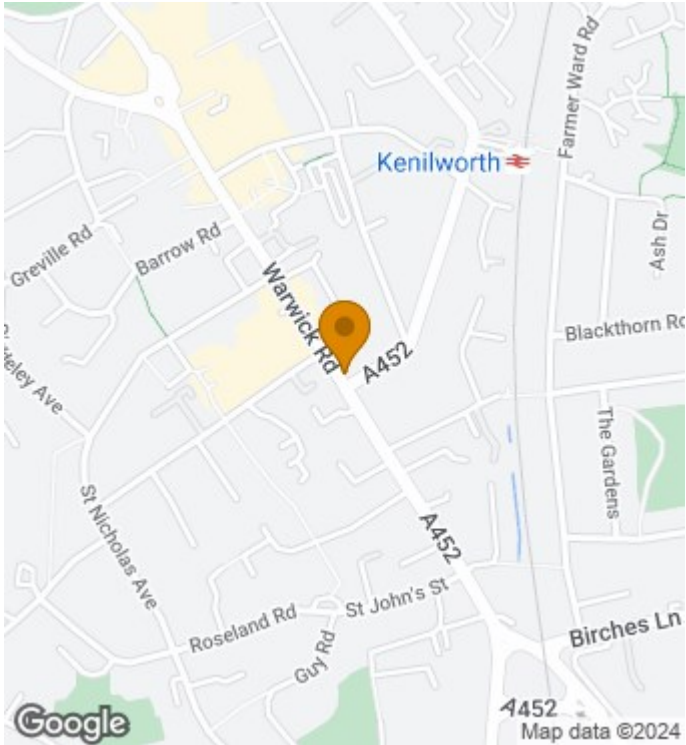 Farmer Ward Rd
Kenilworth
Ash Dr
Greville Rd
Barrow Rd
Warwick Rd
Blackthorn Rd
A452
The Gardens
St Nicholas Ave
A452
St John's St
Roseland Rd
Guy Rd
Birches Ln
A452
Google
Map data ©2024